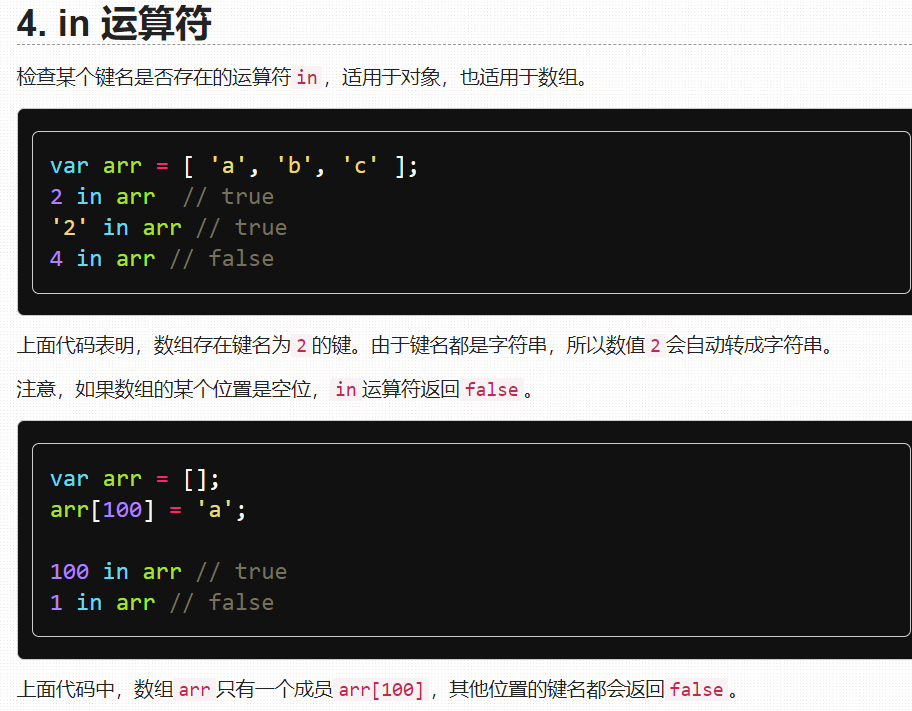 4. in 运算符
检查某个键名是否存在的运算符 in ，适用于对象，也适用于数组。
var arr = [ 'a', 'b', 'c' ];
2 in arr  // true
'2' in arr // true
4 in arr // false
上面代码表明，数组存在键名为 2 的键。由于键名都是字符串，所以数值 2 会自动转成字符串。
注意，如果数组的某个位置是空位， in 运算符返回 false 。
var arr = [];
arr[100] = 'a';
100 in arr // true
1 in arr // false
上面代码中，数组 arr 只有一个成员 arr[100] ，其他位置的键名都会返回 false 。